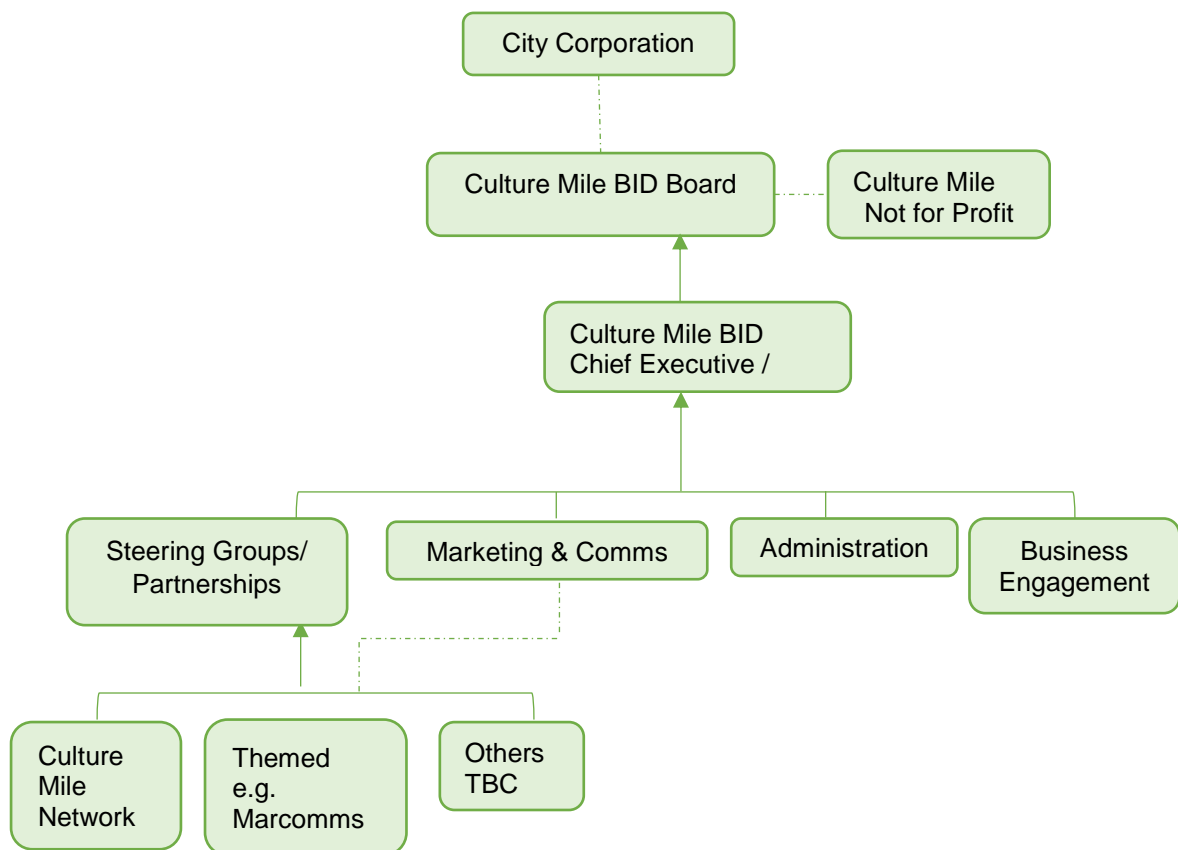 City Corporation
Culture Mile BID Board
Culture Mile
Not for Profit
Culture Mile BID
Chief Executive /
Steering Groups/
Partnerships
Marketing & Comms
Administration
Business
Engagement
Culture
Mile
Network
Themed
e.g.
Marcomms
Others
TBC